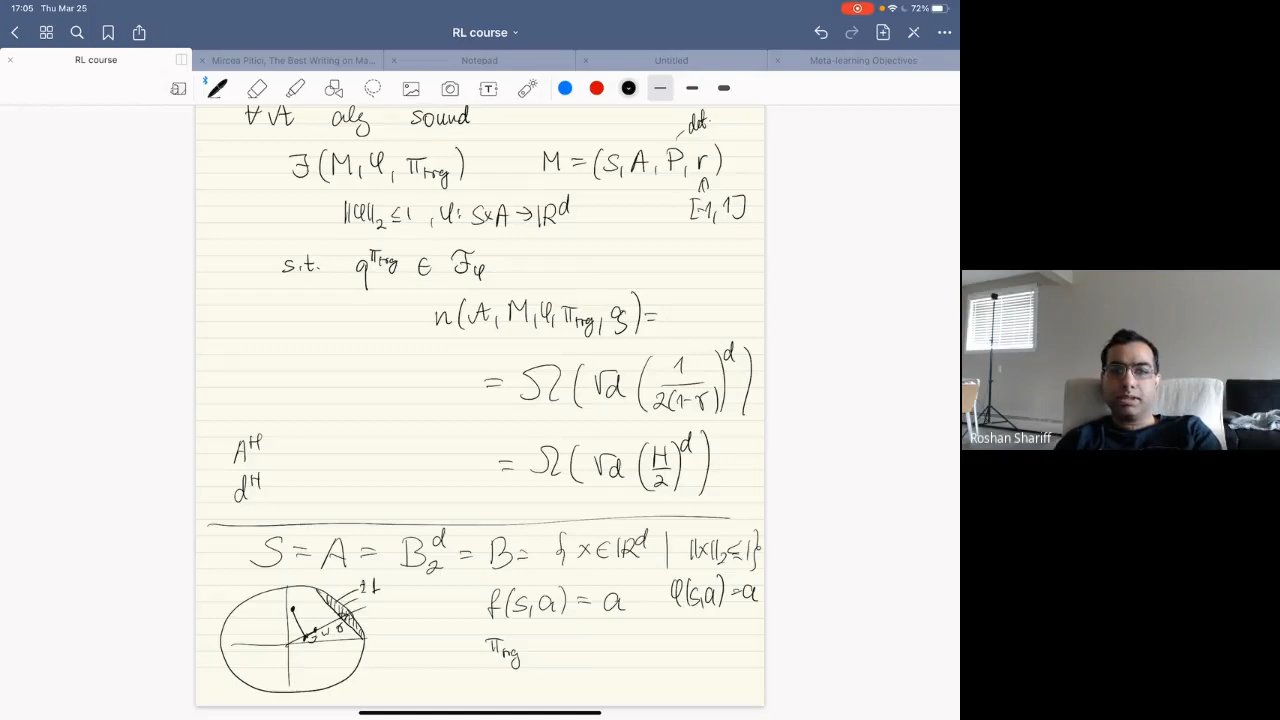 17:05 Thu Mar 25
72%
RL course
RL course
Mircea Pitici, The Best Writing on Ma...
Notepad
Untitled
Meta-learning Objectives
∀ A alg sound
det.
∃ (M, φ, π_trg) M = (S, A, P, r)
‖φ‖₂ ≤ 1, φ: S×A → ℝ^d [-1, 1]
s.t. q^{π_trg} ∈ F_φ
= Ω( √d ( 1 / 2(1-γ) )^d )
A^H
= Ω( √d ( H/2 )^d )
d^H
S = A = B₂^d = B = { x ∈ ℝ^d | ‖x‖₂ ≤ 1}
f(s,a) = a φ(s,a) = a
π_trg
Roshan Shariff